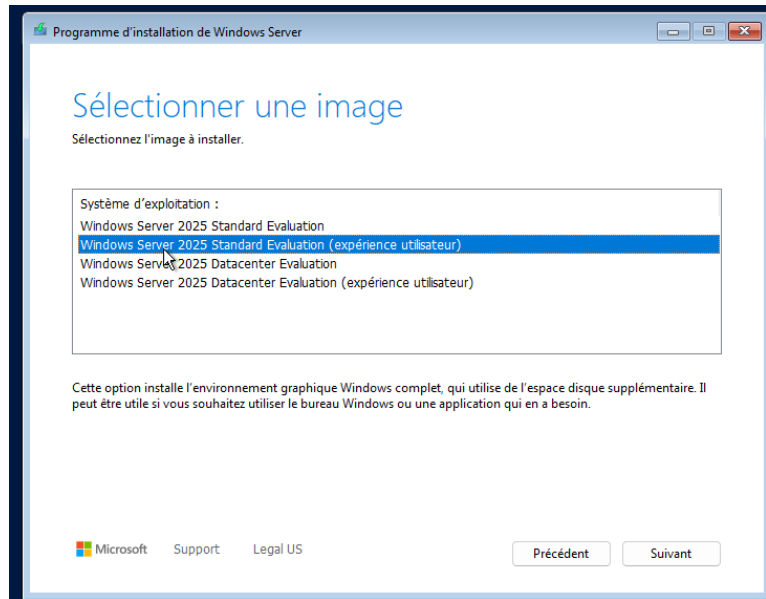 Programme d'installation de Windows Server
Sélectionner une image
Sélectionnez l'image à installer.
Système d'exploitation :
Windows Server 2025 Standard Evaluation
Windows Server 2025 Standard Evaluation (expérience utilisateur)
Windows Server 2025 Datacenter Evaluation
Windows Server 2025 Datacenter Evaluation (expérience utilisateur)
Cette option installe l'environnement graphique Windows complet, qui utilise de l'espace disque supplémentaire. Il
peut être utile si vous souhaitez utiliser le bureau Windows ou une application qui en a besoin.
Microsoft Support Legal US Précédent Suivant